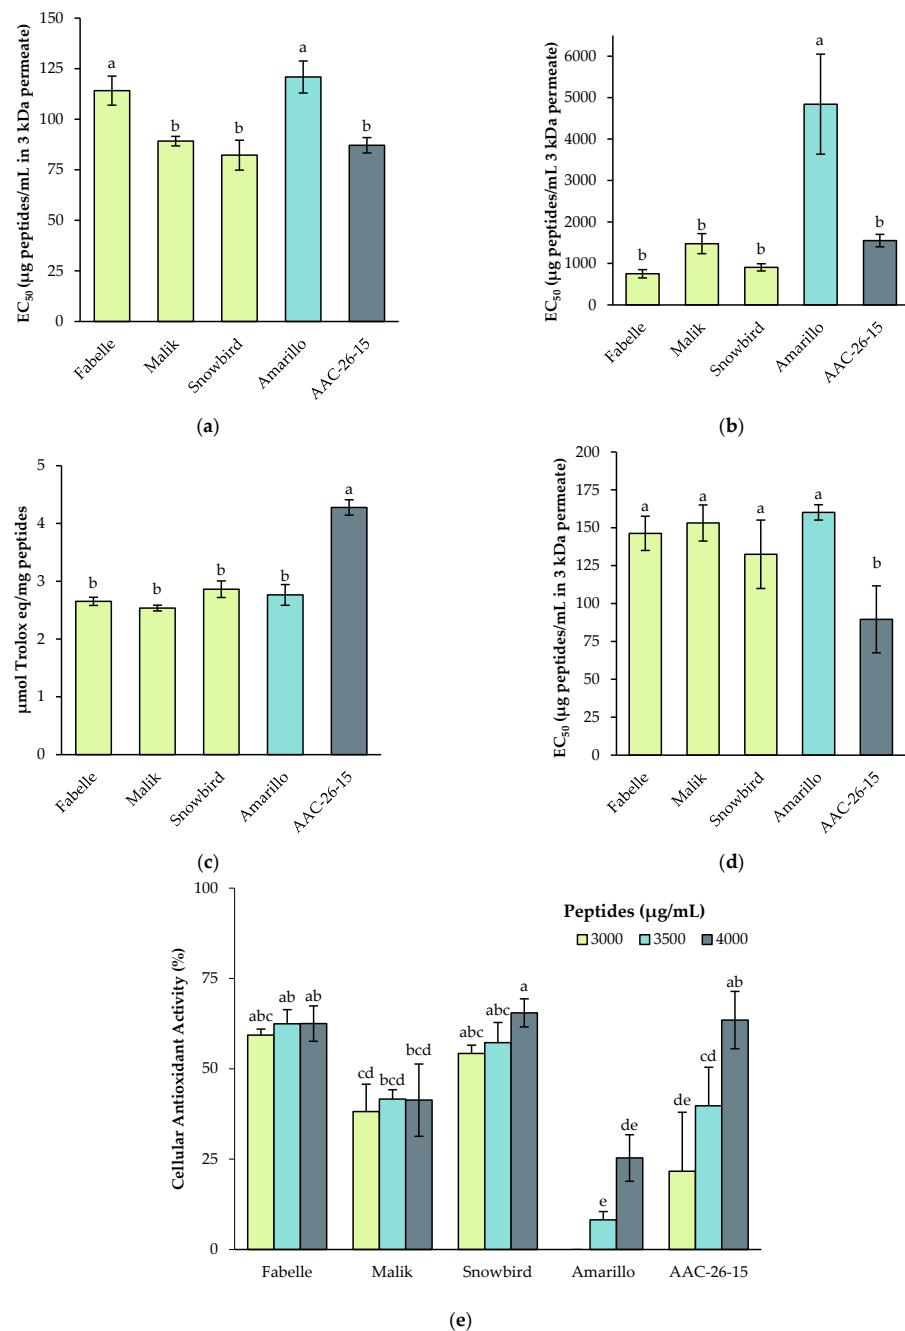 EC50 (µg peptides/mL in 3 kDa permeate)
150
125
100
75
50
25
0
a
b
b
a
b
Fabelle
Malik
Snowbird
Amarillo
AAC-26-15
(a)
EC50 (µg peptides/mL 3 kDa permeate)
6000
5000
4000
3000
2000
1000
0
b
b
b
a
b
Fabelle
Malik
Snowbird
Amarillo
AAC-26-15
(b)
µmol Trolox eq/mg peptides
5
4
3
2
1
0
b
b
b
b
a
Fabelle
Malik
Snowbird
Amarillo
AAC-26-15
(c)
EC50 (µg peptides/mL in 3 kDa permeate)
200
175
150
125
100
75
50
25
0
a
a
a
a
b
Fabelle
Malik
Snowbird
Amarillo
AAC-26-15
(d)
Cellular Antioxidant Activity (%)
100
75
50
25
0
Peptides (µg/mL)
3000 3500 4000
abc ab ab
cd bcd bcd
abc abc a
e de
de cd ab
Fabelle Malik Snowbird Amarillo AAC-26-15
(e)